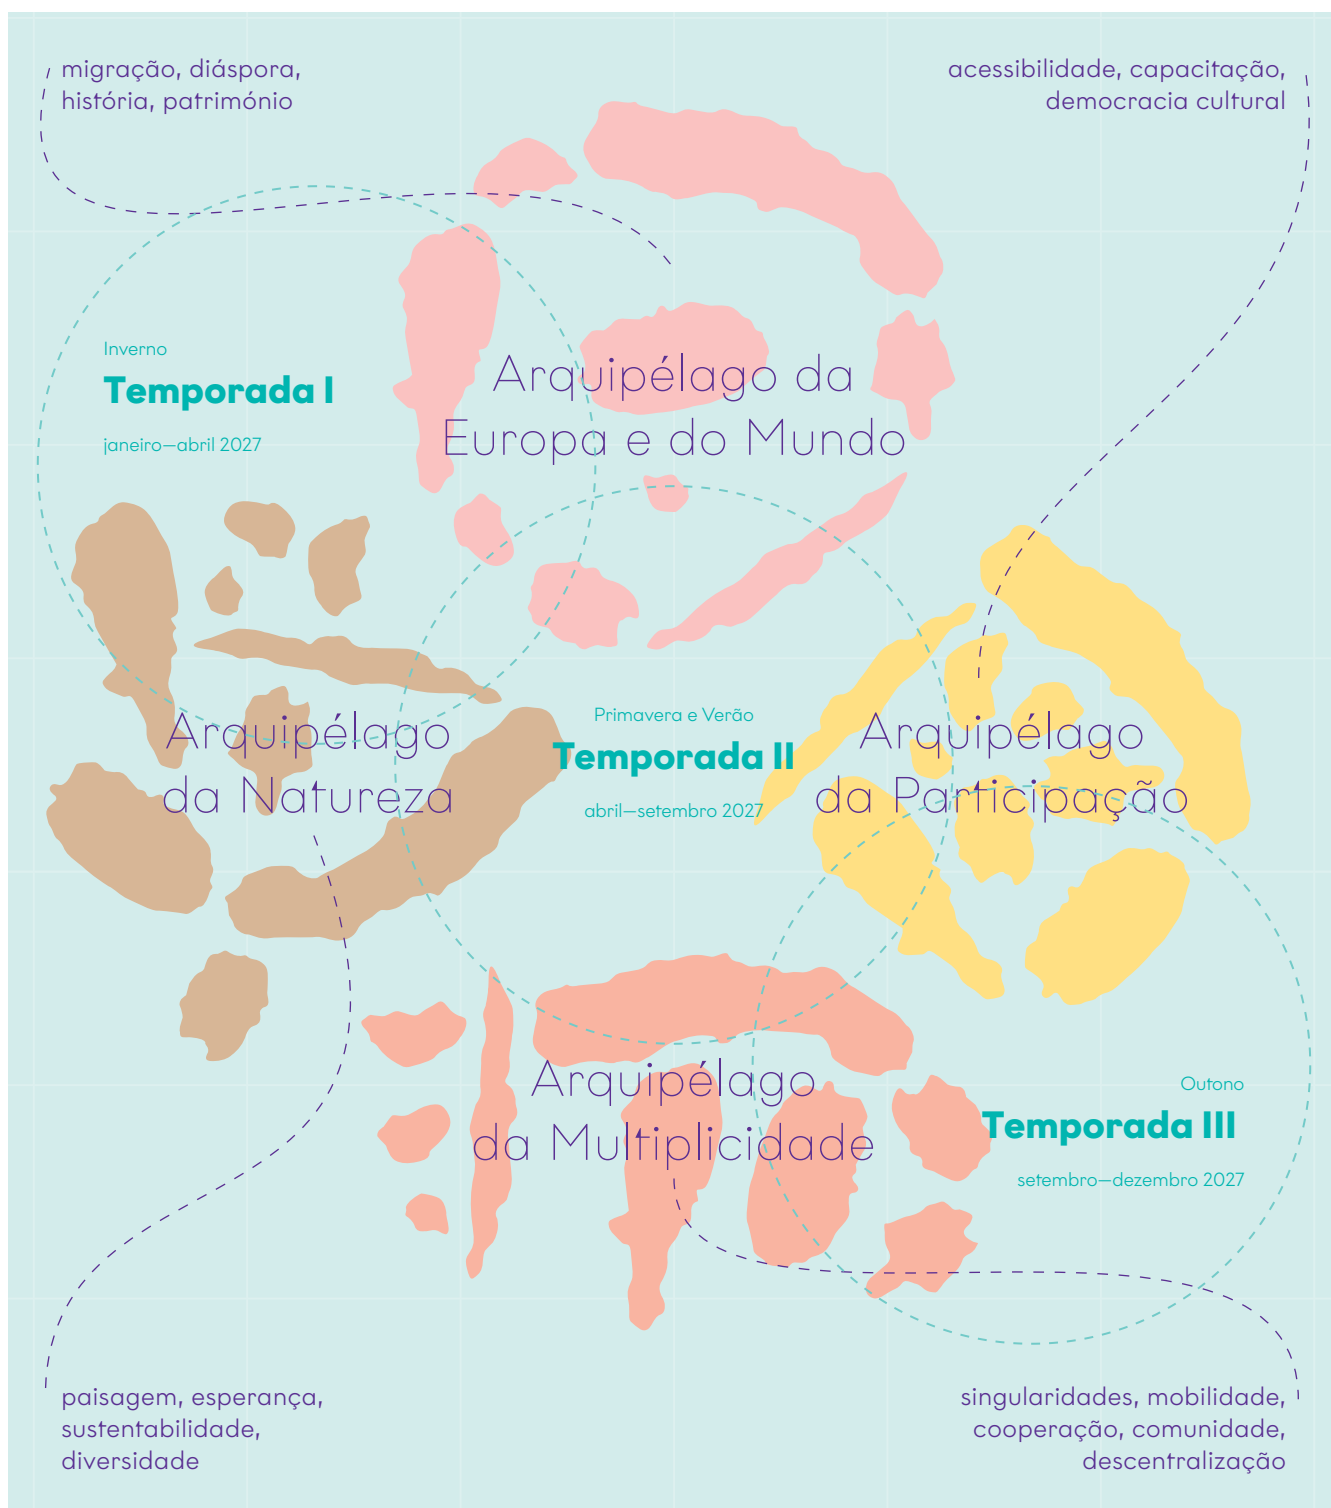 migração, diáspora,
história, património
acessibilidade, capacitação,
democracia cultural
Inverno
Temporada I
janeiro—abril 2027
Arquipélago da
Europa e do Mundo
Arquipélago
da Natureza
Primavera e Verão
Temporada II
abril—setembro 2027
Arquipélago
da Participação
Arquipélago
da Multiplicidade
Outono
Temporada III
setembro—dezembro 2027
paisagem, esperança,
sustentabilidade,
diversidade
singularidades, mobilidade,
cooperação, comunidade,
descentralização